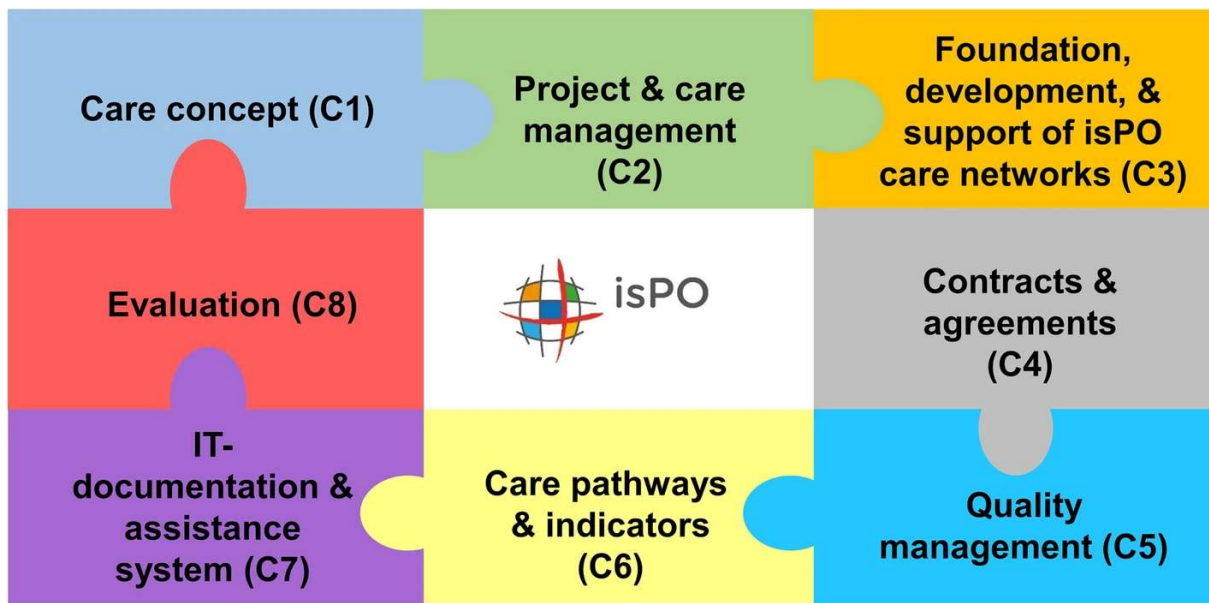 Care concept (C1)
Project & care
management
(C2)
Foundation,
development, &
support of isPO
care networks (C3)
Evaluation (C8)
isPO
Contracts &
agreements
(C4)
IT-
documentation &
assistance
system (C7)
Care pathways
& indicators
(C6)
Quality
management (C5)